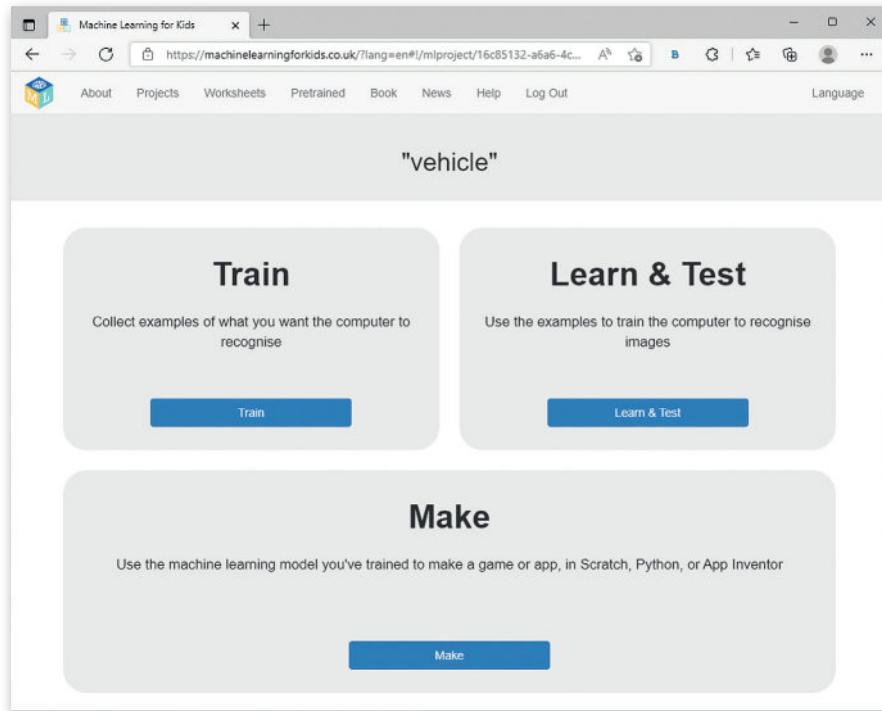 Machine Learning for Kids
https://machinelearningforkids.co.uk/?lang=en#!/mlproject/16c85132-a6a6-4c...
About Projects Worksheets Pretrained Book News Help Log Out Language
"vehicle"
Train
Collect examples of what you want the computer to
recognise
Train
Learn & Test
Use the examples to train the computer to recognise
images
Learn & Test
Make
Use the machine learning model you've trained to make a game or app, in Scratch, Python, or App Inventor
Make